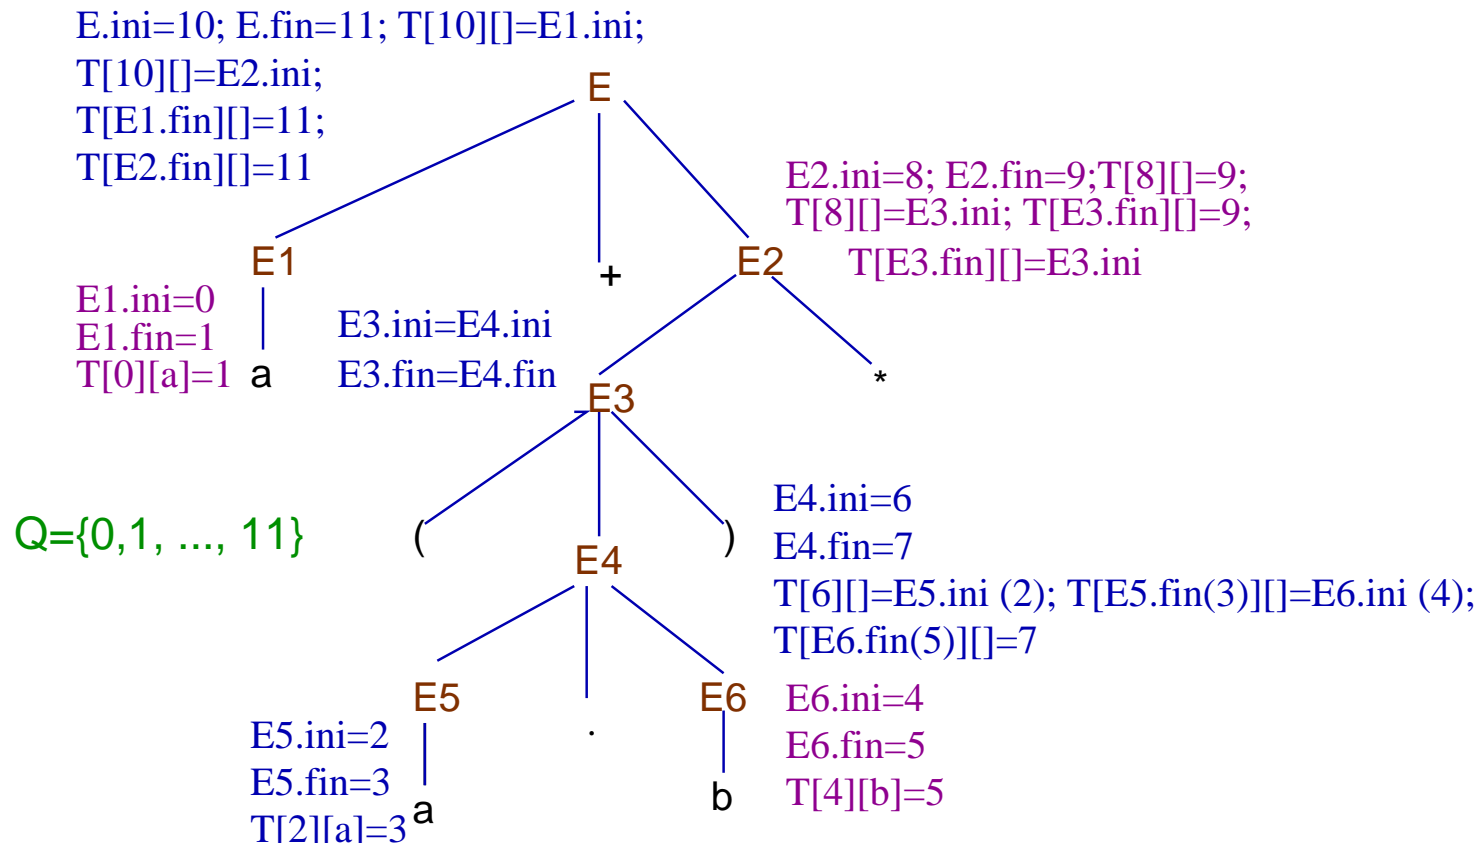 E.ini=10; E.fin=11; T[10][]=E1.ini;
T[10][]=E2.ini;
T[E1.fin][]=11;
T[E2.fin][]=11
E
E2.ini=8; E2.fin=9;T[8][]=9;
T[8][]=E3.ini; T[E3.fin][]=9;
T[E3.fin][]=E3.ini
E1
+
E2
E1.ini=0
E1.fin=1
T[0][a]=1
a
E3.ini=E4.ini
E3.fin=E4.fin
E3
*
Q={0,1, ..., 11}
(
E4
)
E4.ini=6
E4.fin=7
T[6][]=E5.ini (2); T[E5.fin(3)][]=E6.ini (4);
T[E6.fin(5)][]=7
E5
.
E6
E5.ini=2
E5.fin=3
T[2][a]=3
a
b
E6.ini=4
E6.fin=5
T[4][b]=5